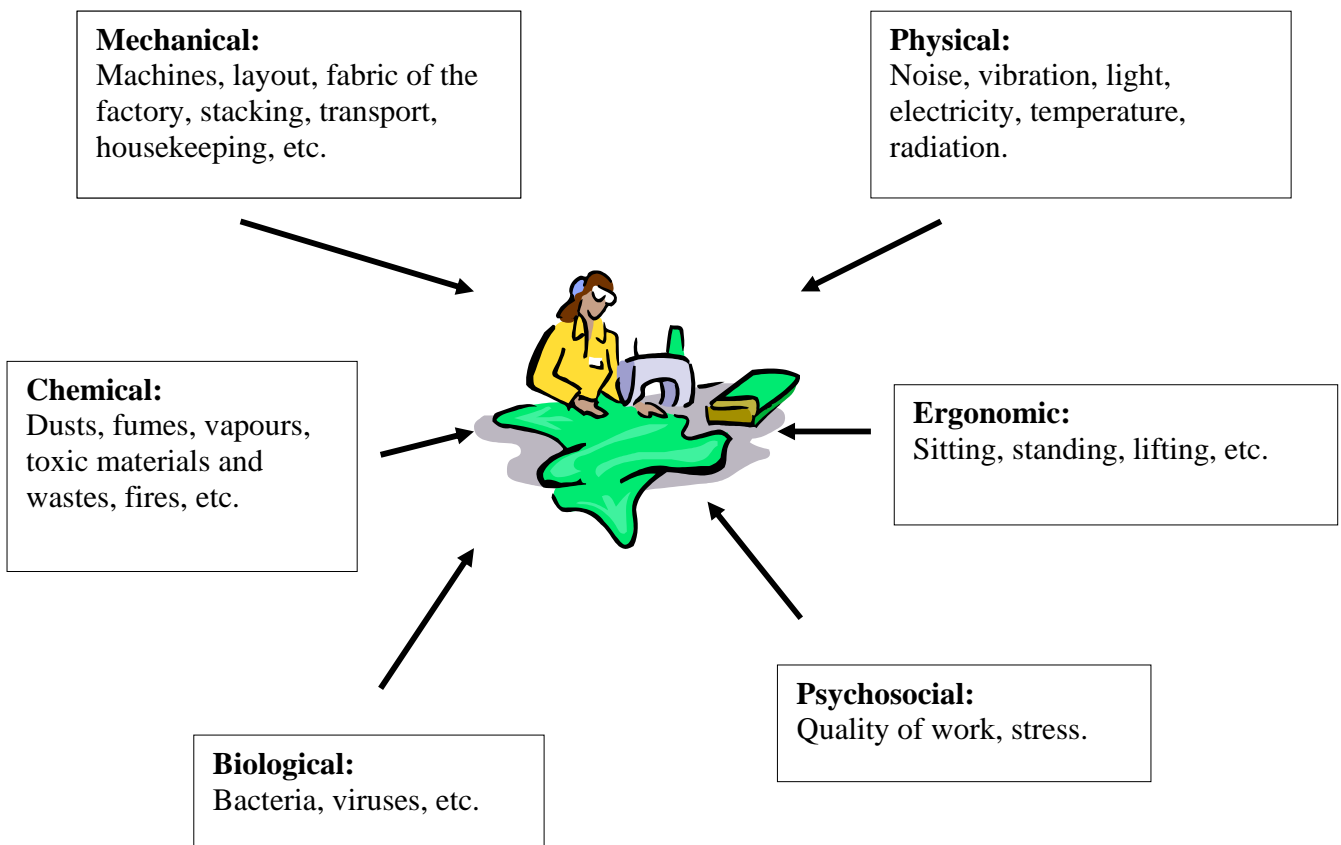 Mechanical:
Machines, layout, fabric of the
factory, stacking, transport,
housekeeping, etc.
Physical:
Noise, vibration, light,
electricity, temperature,
radiation.
Chemical:
Dusts, fumes, vapours,
toxic materials and
wastes, fires, etc.
Ergonomic:
Sitting, standing, lifting, etc.
Psychosocial:
Quality of work, stress.
Biological:
Bacteria, viruses, etc.